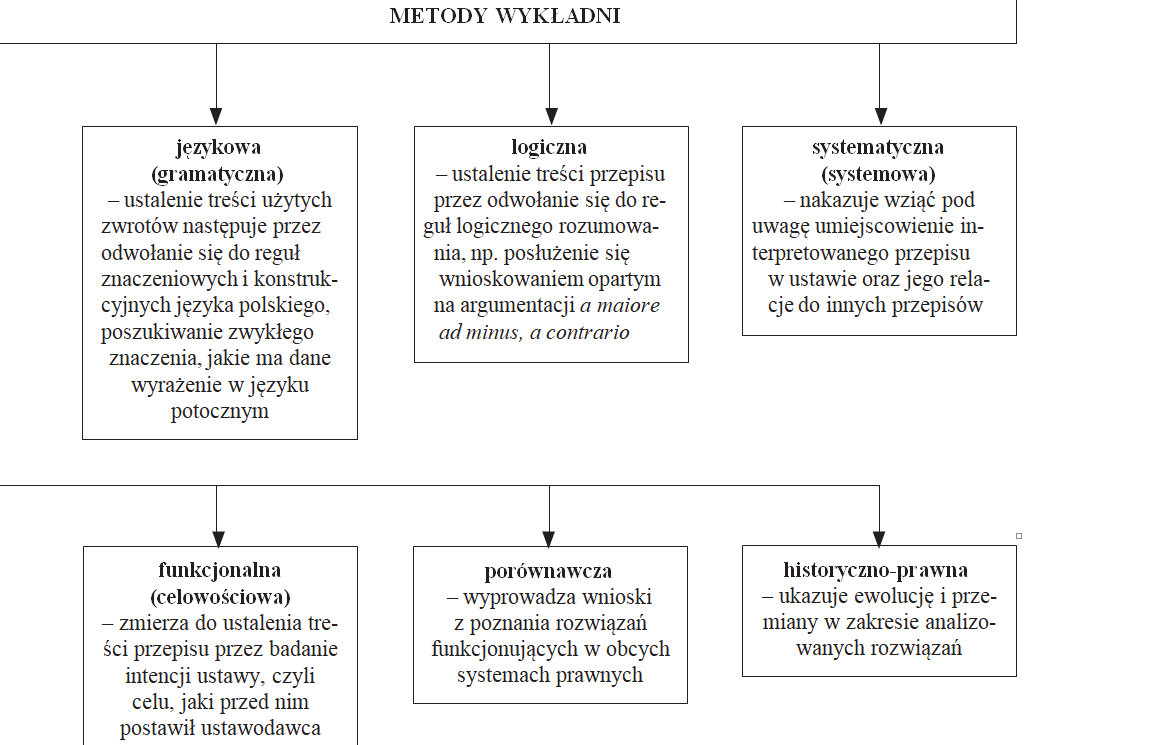 METODY WYKŁADNI
językowa
(gramatyczna)
– ustalenie treści użytych
zwrotów następuje przez
odwołanie się do reguł
znaczeniowych i konstruk-
cyjnych języka polskiego,
poszukiwanie zwykłego
znaczenia, jakie ma dane
wyrażenie w języku
potocznym
logiczna
– ustalenie treści przepisu
przez odwołanie się do re-
guł logicznego rozumowa-
nia, np. posłużenie się
wnioskowaniem opartym
na argumentacji a maiore
ad minus, a contrario
systematyczna
(systemowa)
– nakazuje wziąć pod
uwagę umiejscowienie in-
terpretowanego przepisu
w ustawie oraz jego rela-
cje do innych przepisów
funkcjonalna
(celowościowa)
– zmierza do ustalenia tre-
ści przepisu przez badanie
intencji ustawy, czyli
celu, jaki przed nim
postawił ustawodawca
porównawcza
– wyprowadza wnioski
z poznania rozwiązań
funkcjonujących w obcych
systemach prawnych
historyczno-prawna
– ukazuje ewolucję i prze-
miany w zakresie analizo-
wanych rozwiązań